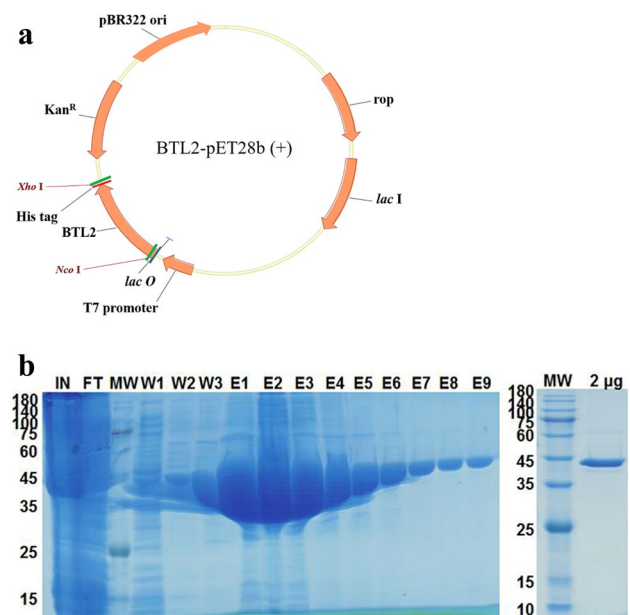 a
pBR322 ori
rop
Kan^R
BTL2-pET28b (+)
lac I
Xho I
His tag
BTL2
Nco I
lac O
T7 promoter
b
IN FT MW W1 W2 W3 E1 E2 E3 E4 E5 E6 E7 E8 E9
180
140
100
75
60
45
35
25
15
MW 2 µg
180
140
100
75
60
45
35
25
15
10